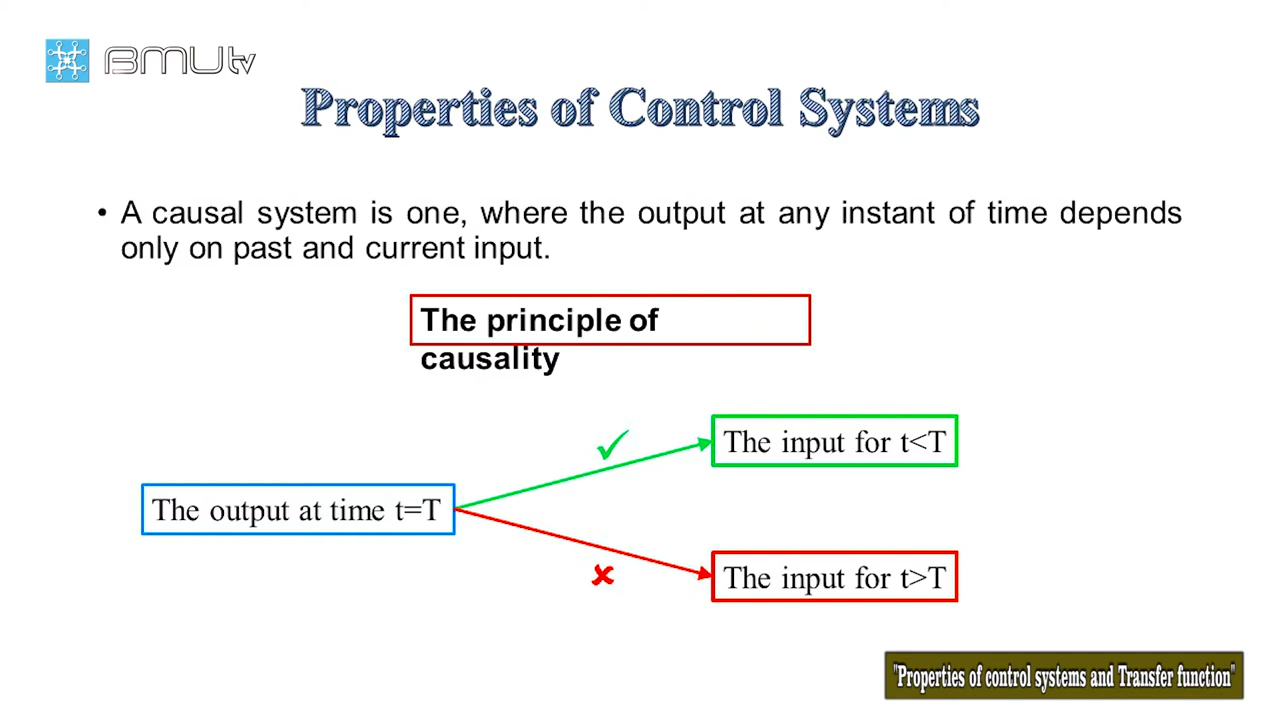 BMUtv
Properties of Control Systems
• A causal system is one, where the output at any instant of time depends
only on past and current input.
The principle of
causality
The input for t<T
The output at time t=T
The input for t>T
"Properties of control systems and Transfer function"